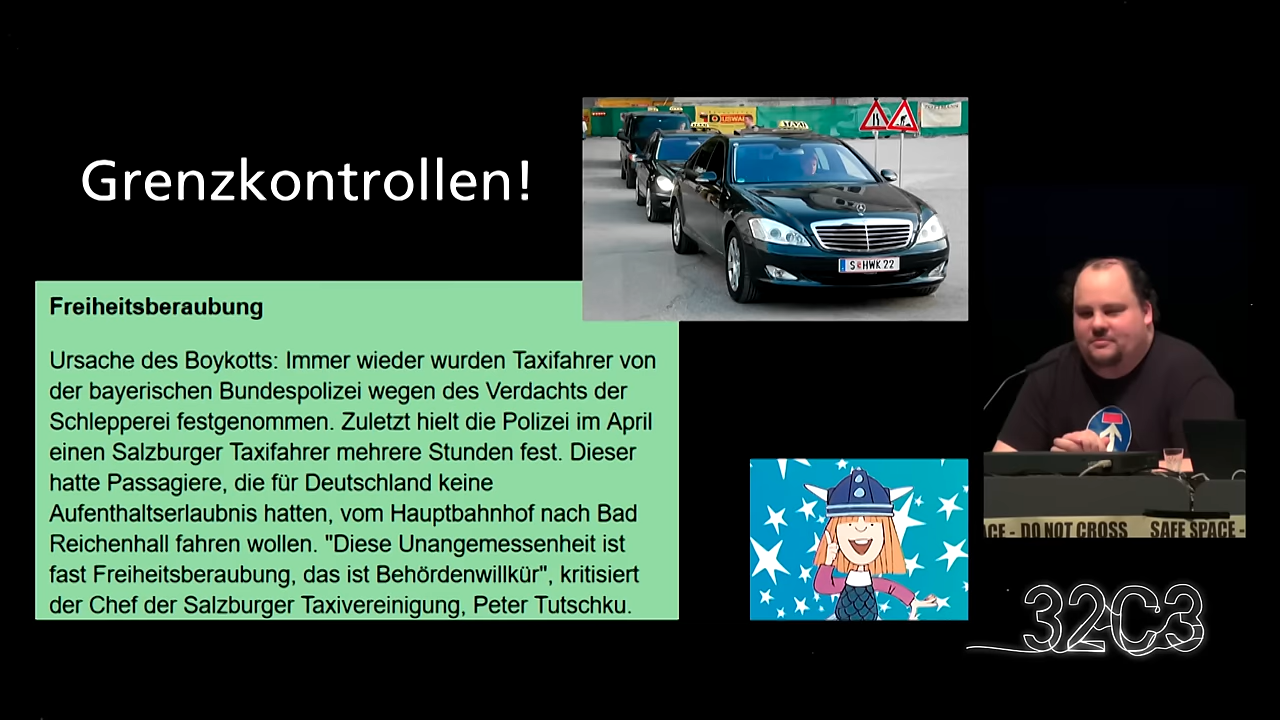 Grenzkontrollen!
TAXI
TAXI
S HWK 22
Freiheitsberaubung
Ursache des Boykotts: Immer wieder wurden Taxifahrer von
der bayerischen Bundespolizei wegen des Verdachts der
Schlepperei festgenommen. Zuletzt hielt die Polizei im April
einen Salzburger Taxifahrer mehrere Stunden fest. Dieser
hatte Passagiere, die für Deutschland keine
Aufenthaltserlaubnis hatten, vom Hauptbahnhof nach Bad
Reichenhall fahren wollen. "Diese Unangemessenheit ist
fast Freiheitsberaubung, das ist Behördenwillkür", kritisiert
der Chef der Salzburger Taxivereinigung, Peter Tutschku.
ACE - DO NOT CROSS SAFE SPACE -
32C3